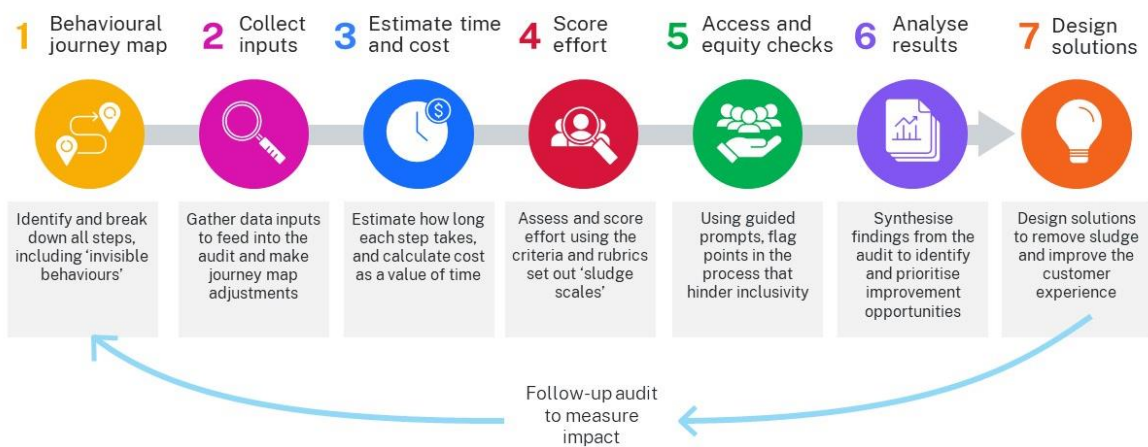 1 Behavioural
journey map
2 Collect
inputs
3 Estimate time
and cost
4 Score
effort
5 Access and
equity checks
6 Analyse
results
7 Design
solutions
$
Identify and break
down all steps,
including ‘invisible
behaviours’
Gather data inputs
to feed into the
audit and make
journey map
adjustments
Estimate how long
each step takes,
and calculate cost
as a value of time
Assess and score
effort using the
criteria and rubrics
set out ‘sludge
scales’
Using guided
prompts, flag
points in the
process that
hinder inclusivity
Synthesise
findings from the
audit to identify
and prioritise
improvement
opportunities
Design solutions
to remove sludge
and improve the
customer
experience
Follow-up audit
to measure
impact